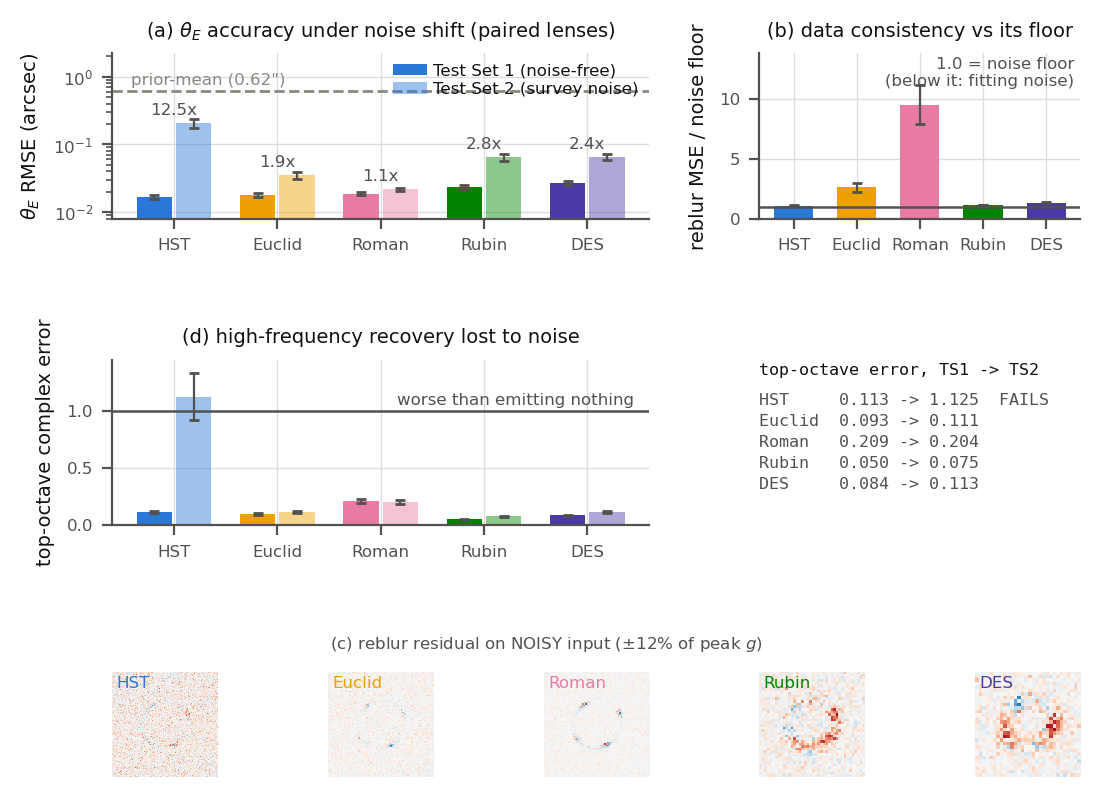 (a) θE accuracy under noise shift (paired lenses)
θE RMSE (arcsec)
10⁰
10⁻¹
10⁻²
prior-mean (0.62")
Test Set 1 (noise-free)
Test Set 2 (survey noise)
12.5x
1.9x
1.1x
2.8x
2.4x
HST
Euclid
Roman
Rubin
DES
(b) data consistency vs its floor
reblur MSE / noise floor
10
5
0
1.0 = noise floor
(below it: fitting noise)
HST
Euclid
Roman
Rubin
DES
(d) high-frequency recovery lost to noise
top-octave complex error
1.0
0.5
0.0
worse than emitting nothing
HST
Euclid
Roman
Rubin
DES
top-octave error, TS1 -> TS2
HST 0.113 -> 1.125 FAILS
Euclid 0.093 -> 0.111
Roman 0.209 -> 0.204
Rubin 0.050 -> 0.075
DES 0.084 -> 0.113
(c) reblur residual on NOISY input (±12% of peak g)
HST
Euclid
Roman
Rubin
DES